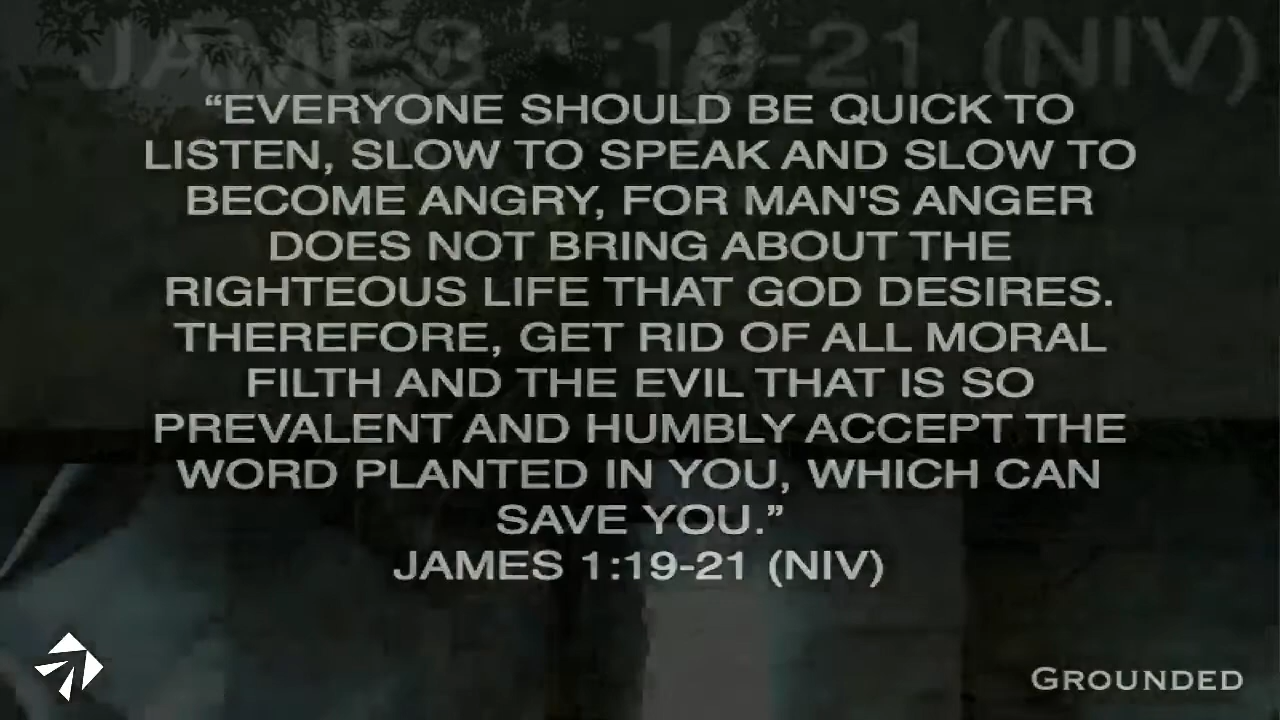 JAMES 1:19-21 (NIV)
“EVERYONE SHOULD BE QUICK TO
LISTEN, SLOW TO SPEAK AND SLOW TO
BECOME ANGRY, FOR MAN'S ANGER
DOES NOT BRING ABOUT THE
RIGHTEOUS LIFE THAT GOD DESIRES.
THEREFORE, GET RID OF ALL MORAL
FILTH AND THE EVIL THAT IS SO
PREVALENT AND HUMBLY ACCEPT THE
WORD PLANTED IN YOU, WHICH CAN
SAVE YOU.”
JAMES 1:19-21 (NIV)
GROUNDED